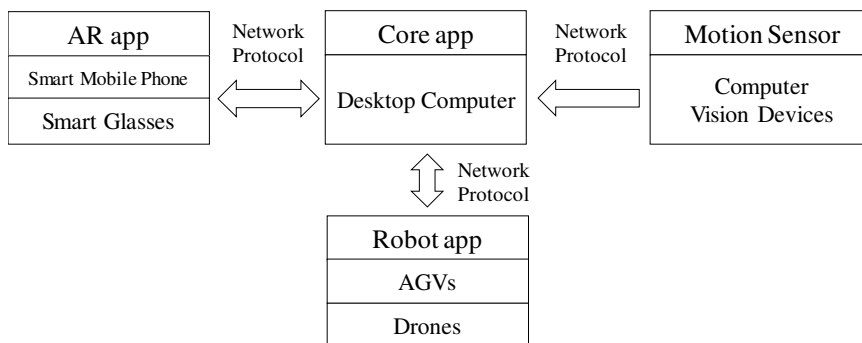 AR app
Smart Mobile Phone
Smart Glasses
Network
Protocol
Core app
Desktop Computer
Network
Protocol
Motion Sensor
Computer
Vision Devices
Network
Protocol
Robot app
AGVs
Drones